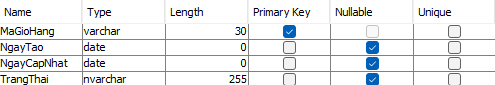 Name Type Length Primary Key Nullable Unique
MaGioHang varchar 30
NgayTao date 0
NgayCapNhat date 0
TrangThai nvarchar 255